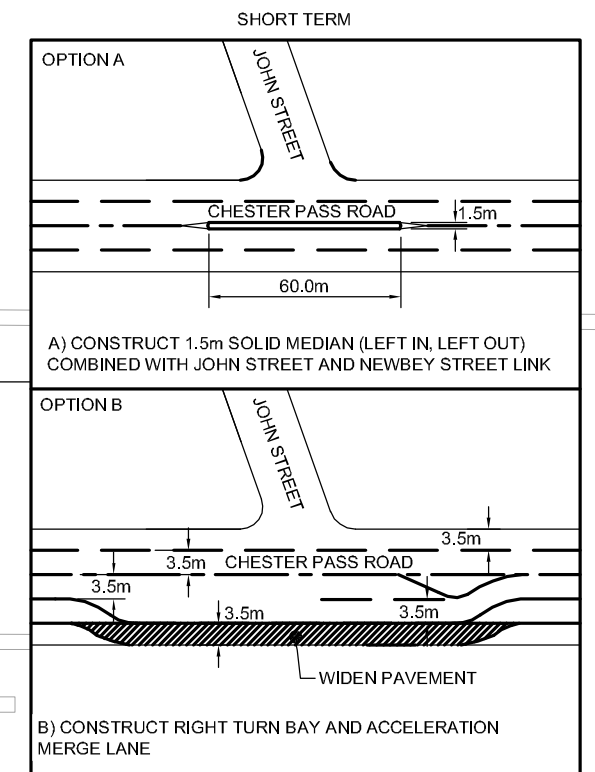 SHORT TERM
OPTION A
JOHN STREET
CHESTER PASS ROAD
1.5m
60.0m
A) CONSTRUCT 1.5m SOLID MEDIAN (LEFT IN, LEFT OUT)
COMBINED WITH JOHN STREET AND NEWBEY STREET LINK
OPTION B
JOHN STREET
3.5m
3.5m
CHESTER PASS ROAD
3.5m
3.5m
3.5m
WIDEN PAVEMENT
B) CONSTRUCT RIGHT TURN BAY AND ACCELERATION
MERGE LANE